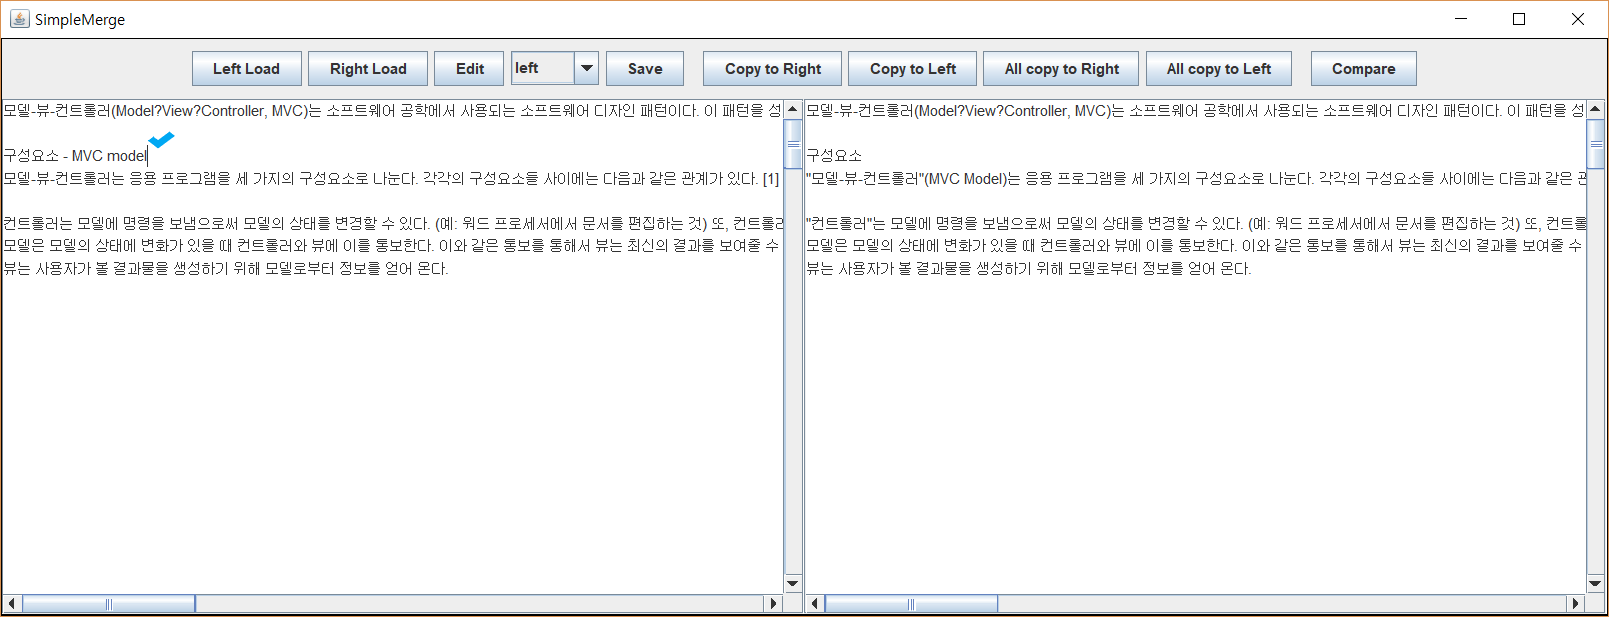 SimpleMerge
Left Load Right Load Edit left Save Copy to Right Copy to Left All copy to Right All copy to Left Compare
모델-뷰-컨트롤러(Model?View?Controller, MVC)는 소프트웨어 공학에서 사용되는 소프트웨어 디자인 패턴이다. 이 패턴을 성
구성요소 - MVC model
모델-뷰-컨트롤러는 응용 프로그램을 세 가지의 구성요소로 나눈다. 각각의 구성요소들 사이에는 다음과 같은 관계가 있다. [1]
컨트롤러는 모델에 명령을 보냄으로써 모델의 상태를 변경할 수 있다. (예: 워드 프로세서에서 문서를 편집하는 것) 또, 컨트롤러
모델은 모델의 상태에 변화가 있을 때 컨트롤러와 뷰에 이를 통보한다. 이와 같은 통보를 통해서 뷰는 최신의 결과를 보여줄 수
뷰는 사용자가 볼 결과물을 생성하기 위해 모델로부터 정보를 얻어 온다.
모델-뷰-컨트롤러(Model?View?Controller, MVC)는 소프트웨어 공학에서 사용되는 소프트웨어 디자인 패턴이다. 이 패턴을 성
구성요소
"모델-뷰-컨트롤러"(MVC Model)는 응용 프로그램을 세 가지의 구성요소로 나눈다. 각각의 구성요소들 사이에는 다음과 같은
"컨트롤러"는 모델에 명령을 보냄으로써 모델의 상태를 변경할 수 있다. (예: 워드 프로세서에서 문서를 편집하는 것) 또, 컨트롤
모델은 모델의 상태에 변화가 있을 때 컨트롤러와 뷰에 이를 통보한다. 이와 같은 통보를 통해서 뷰는 최신의 결과를 보여줄 수
뷰는 사용자가 볼 결과물을 생성하기 위해 모델로부터 정보를 얻어 온다.